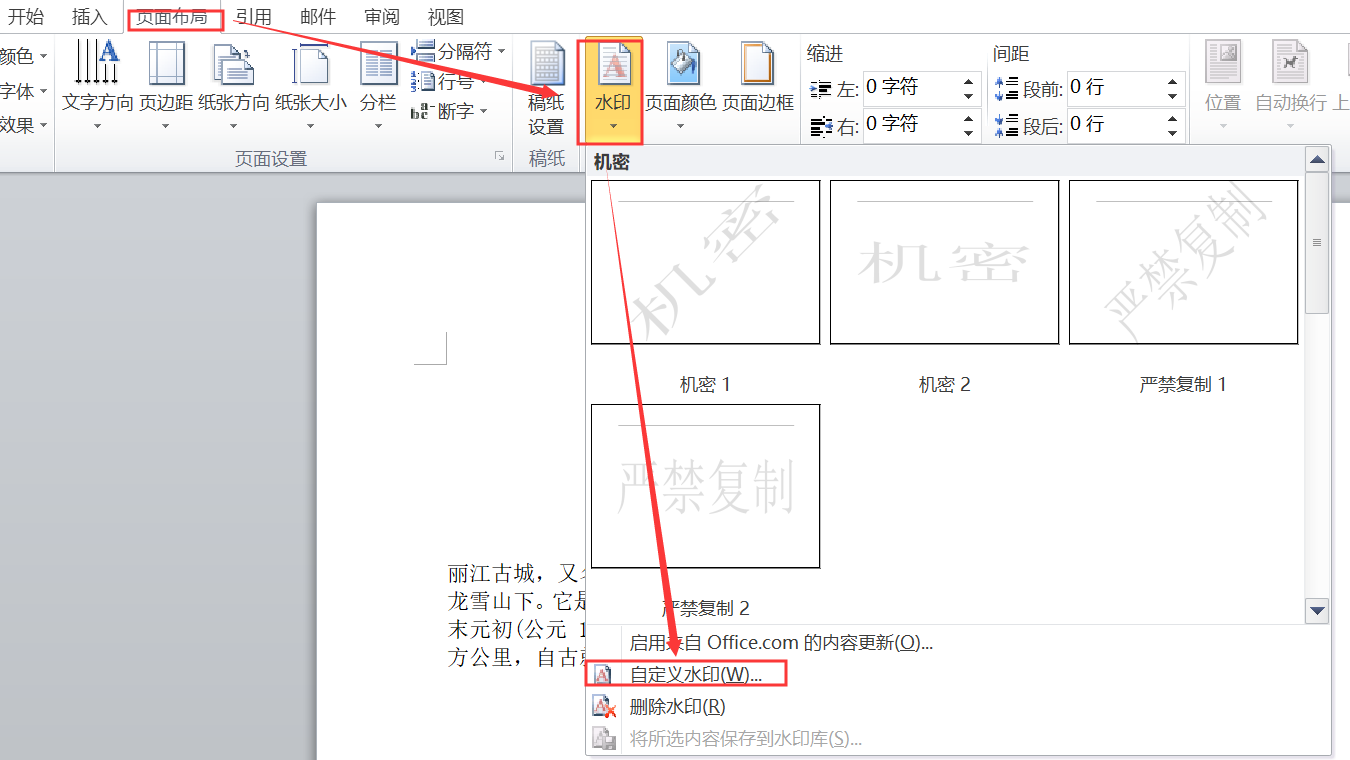 开始 插入 页面布局 引用 邮件 审阅 视图
颜色 分隔符 缩进 间距
字体 行号 左: 0 字符 段前: 0 行
文字方向 页边距 纸张方向 纸张大小 分栏 断字 稿纸 水印 页面颜色 页面边框 位置 自动换行 上
效果 设置 右: 0 字符 段后: 0 行
页面设置 稿纸
机密
机密 机密 严禁复制
机密 1 机密 2 严禁复制 1
严禁复制
严禁复制 2
丽江古城，又
龙雪山下。它是
末元初(公元 1
方公里，自古
启用来自 Office.com 的内容更新(O)...
自定义水印(W)...
删除水印(R)
将所选内容保存到水印库(S)...